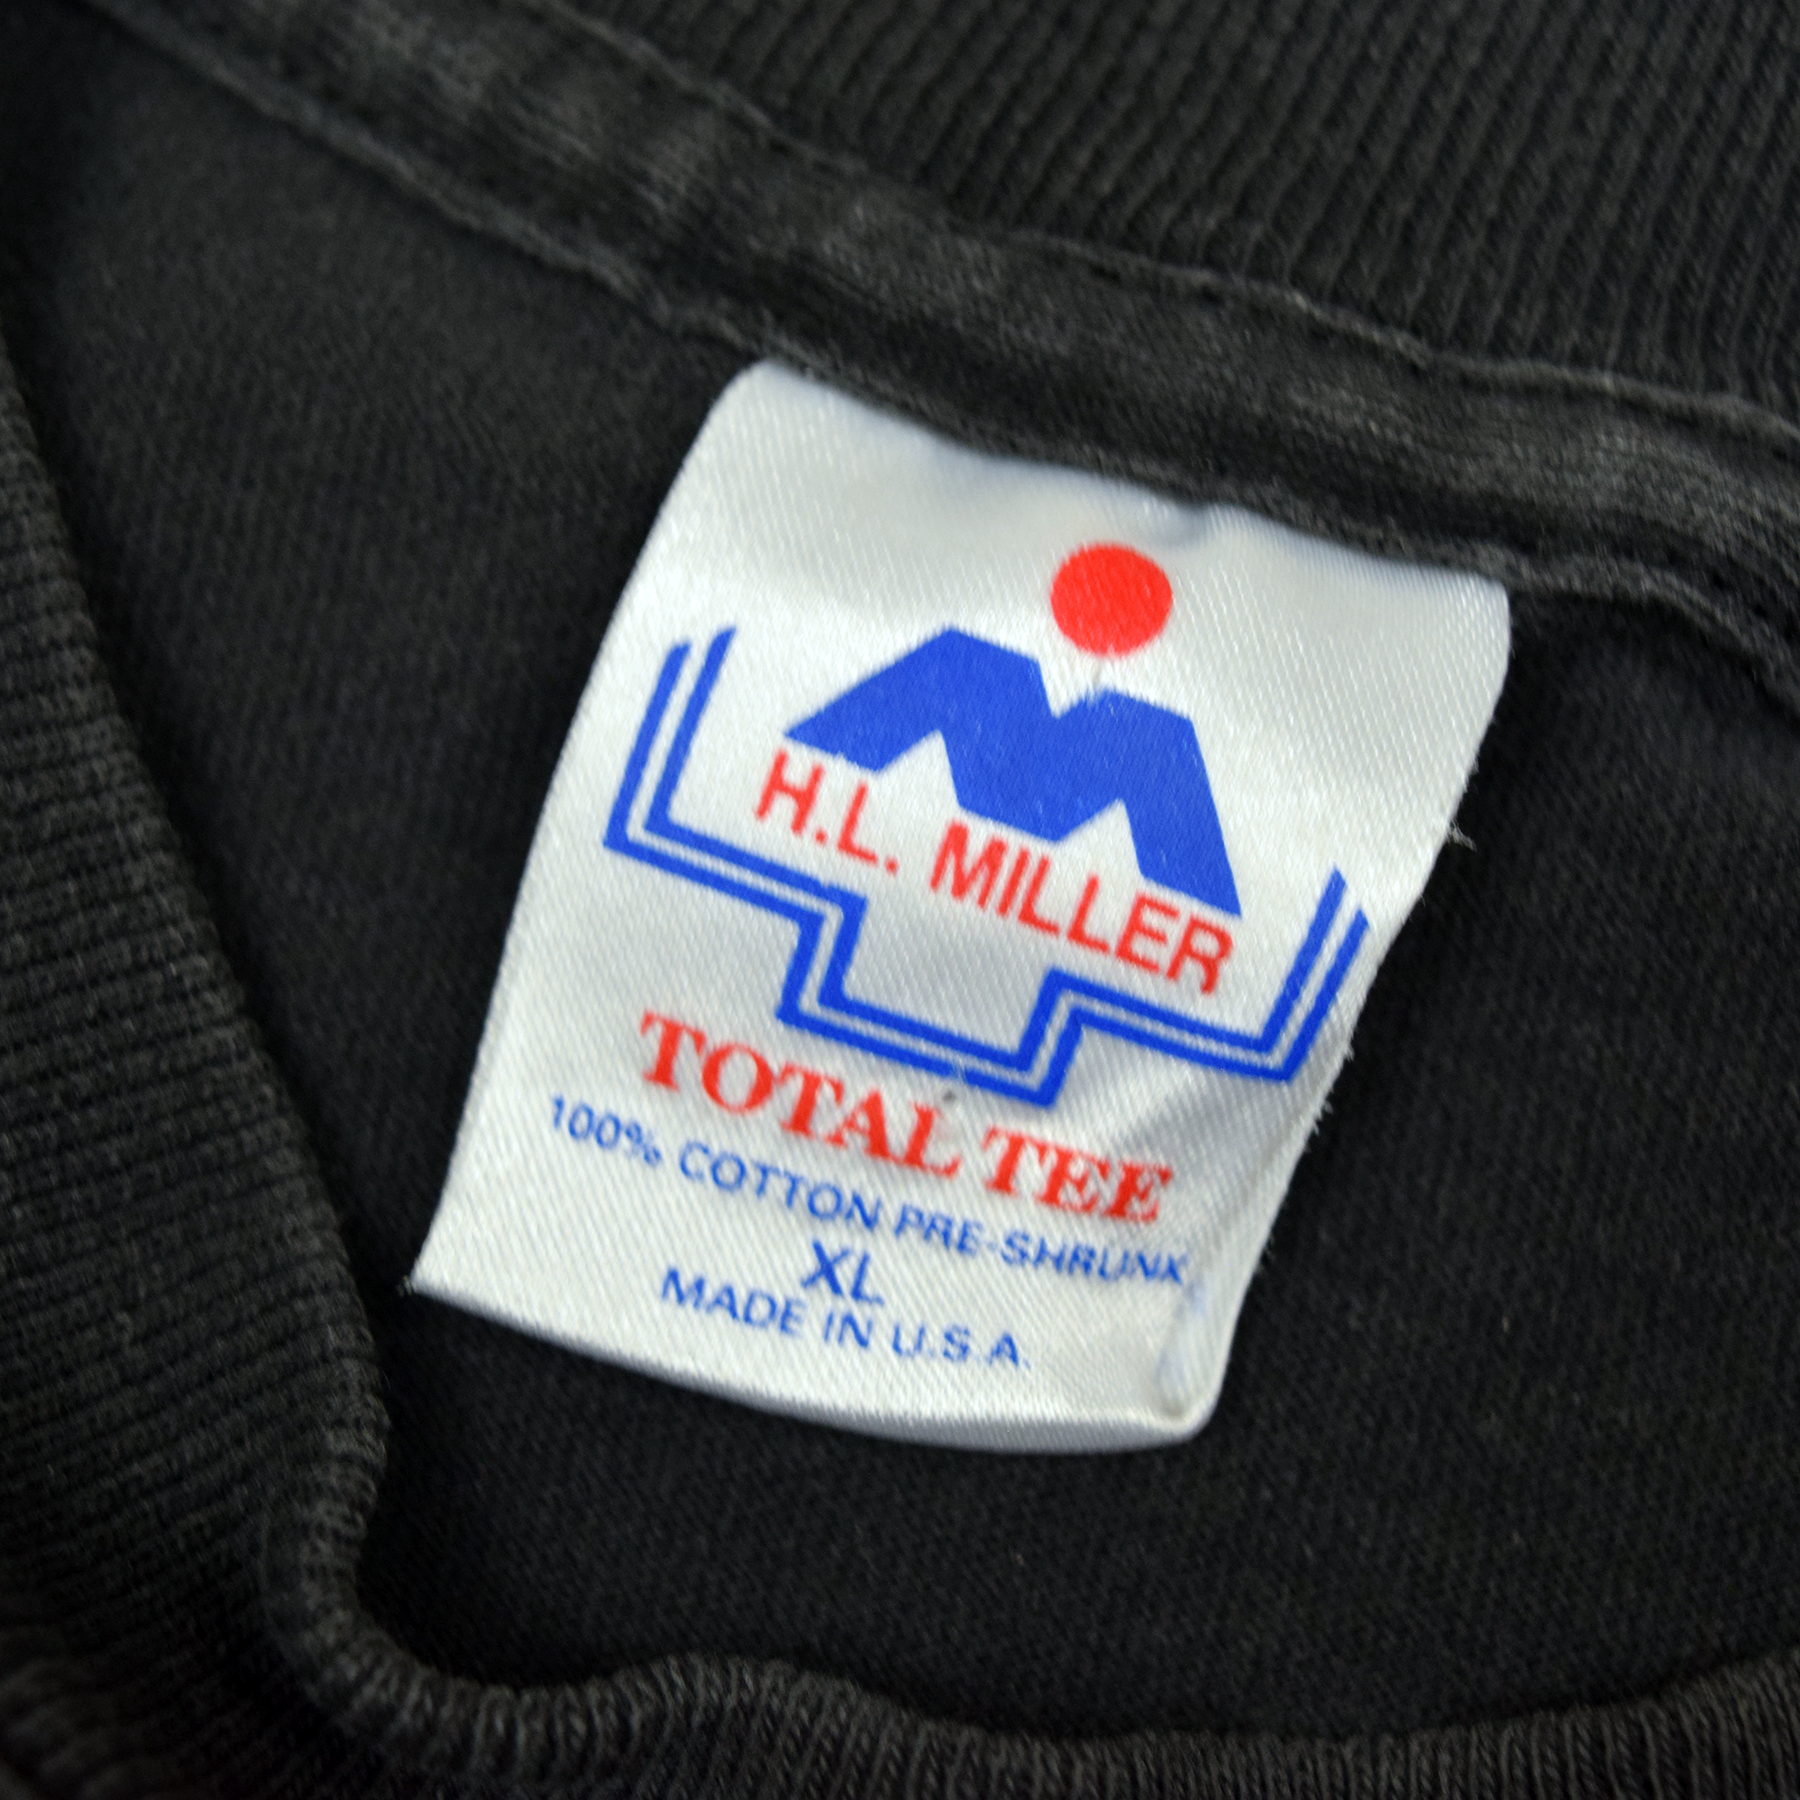 H.L. MILLER
TOTAL TEE
100% COTTON PRE-SHRUNK
XL
MADE IN U.S.A.